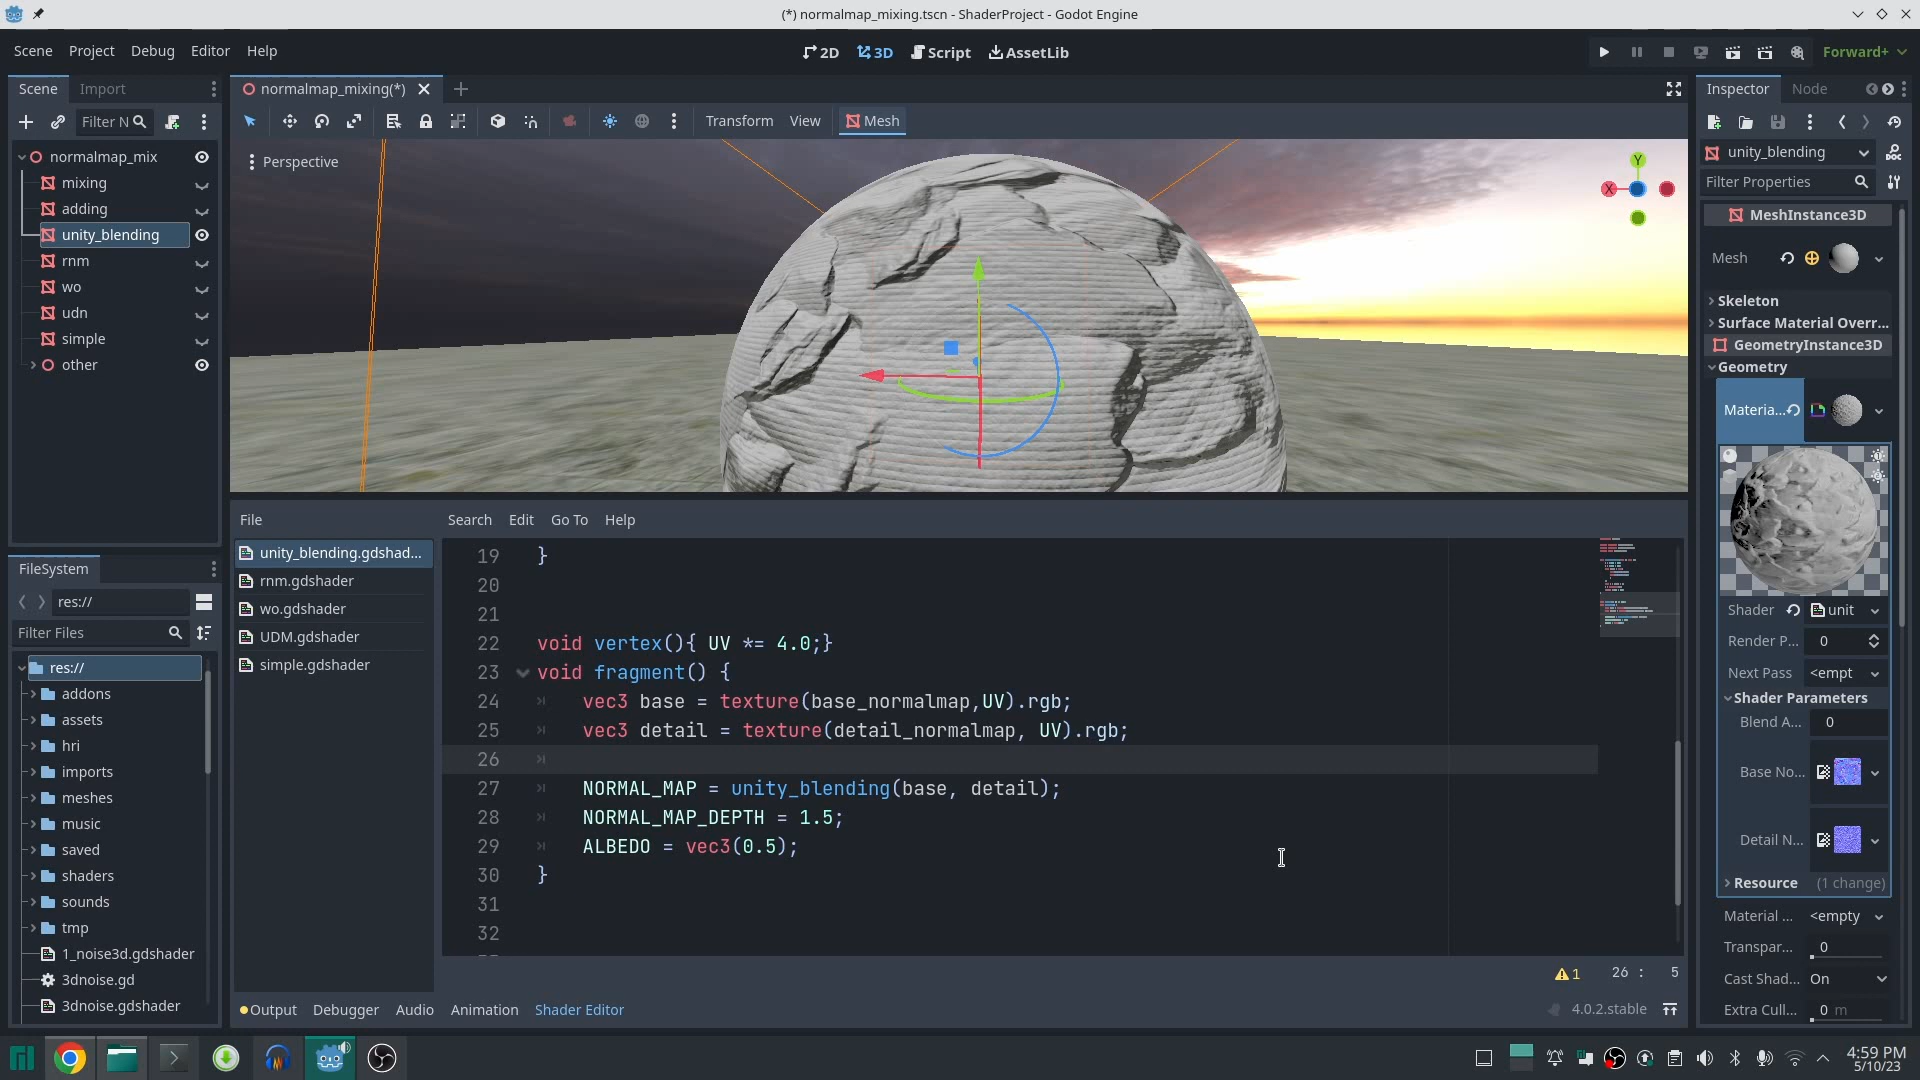 (*) normalmap_mixing.tscn - ShaderProject - Godot Engine
Scene Project Debug Editor Help
2D 3D Script AssetLib
Forward+
Scene Import
normalmap_mixing(*)
Inspector Node
Filter N
Transform View Mesh
normalmap_mix
mixing
adding
unity_blending
rnm
wo
udn
simple
other
Perspective
Y
X
unity_blending
Filter Properties
MeshInstance3D
Mesh
Skeleton
Surface Material Overr...
GeometryInstance3D
Geometry
Materia...
Shader unit
Render P... 0
Next Pass <empt
Shader Parameters
Blend A... 0
Base No...
Detail N...
Resource (1 change)
Material ... <empty
Transpar... 0
Cast Shad... On
Extra Cull... 0 m
FileSystem
res://
Filter Files
res://
addons
assets
hri
imports
meshes
music
saved
shaders
sounds
tmp
1_noise3d.gdshader
3dnoise.gd
3dnoise.gdshader
File
unity_blending.gdshad...
rnm.gdshader
wo.gdshader
UDM.gdshader
simple.gdshader
Search Edit Go To Help
19 }
20
21
22 void vertex(){ UV *= 4.0;}
23 void fragment() {
24 vec3 base = texture(base_normalmap,UV).rgb;
25 vec3 detail = texture(detail_normalmap, UV).rgb;
26
27 NORMAL_MAP = unity_blending(base, detail);
28 NORMAL_MAP_DEPTH = 1.5;
29 ALBEDO = vec3(0.5);
30 }
31
32
1 26 : 5
Output Debugger Audio Animation Shader Editor
4.0.2.stable
4:59 PM
5/10/23